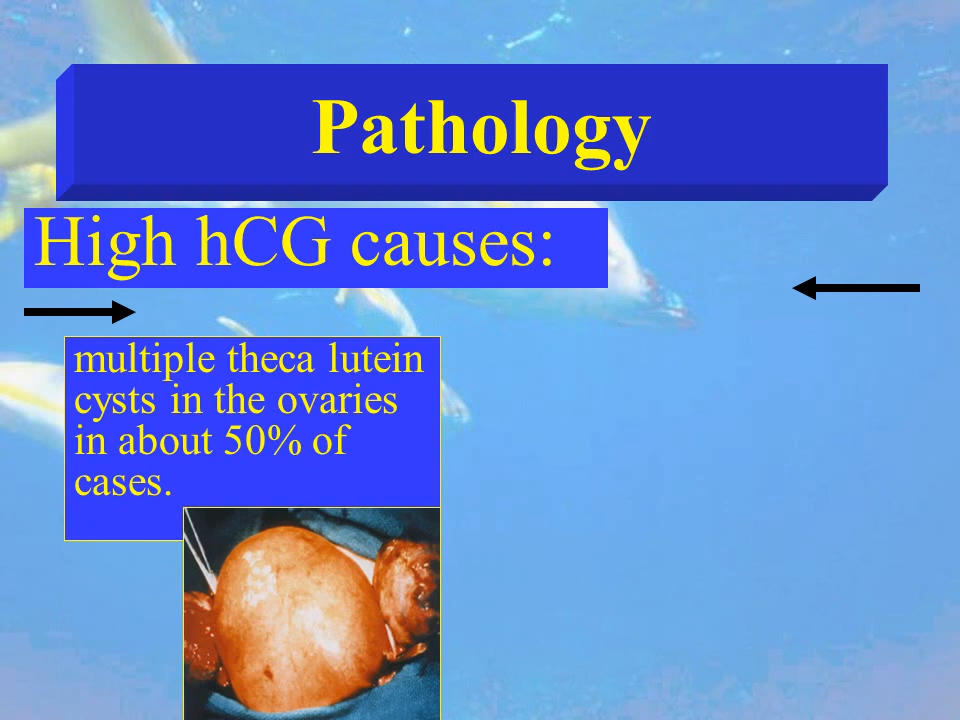 Pathology
High hCG causes:
multiple theca lutein
cysts in the ovaries
in about 50% of
cases.